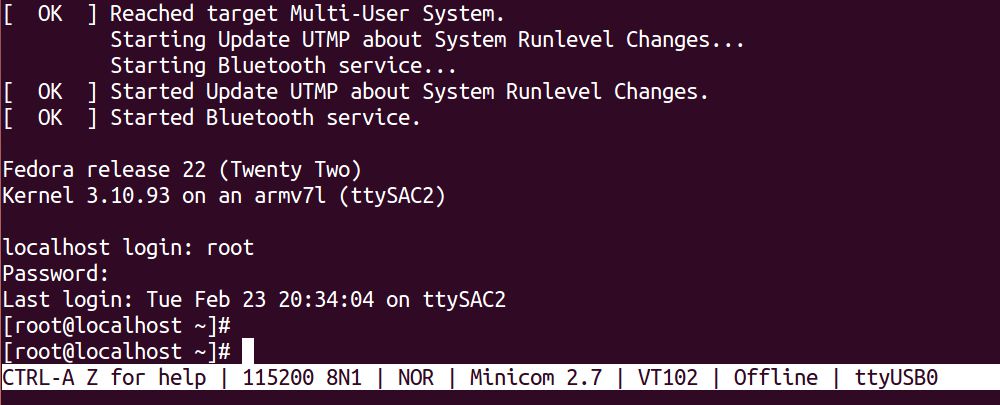 [  OK  ] Reached target Multi-User System.
         Starting Update UTMP about System Runlevel Changes...
         Starting Bluetooth service...
[  OK  ] Started Update UTMP about System Runlevel Changes.
[  OK  ] Started Bluetooth service.

Fedora release 22 (Twenty Two)
Kernel 3.10.93 on an armv7l (ttySAC2)

localhost login: root
Password:
Last login: Tue Feb 23 20:34:04 on ttySAC2
[root@localhost ~]#
[root@localhost ~]#
CTRL-A Z for help | 115200 8N1 | NOR | Minicom 2.7 | VT102 | Offline | ttyUSB0